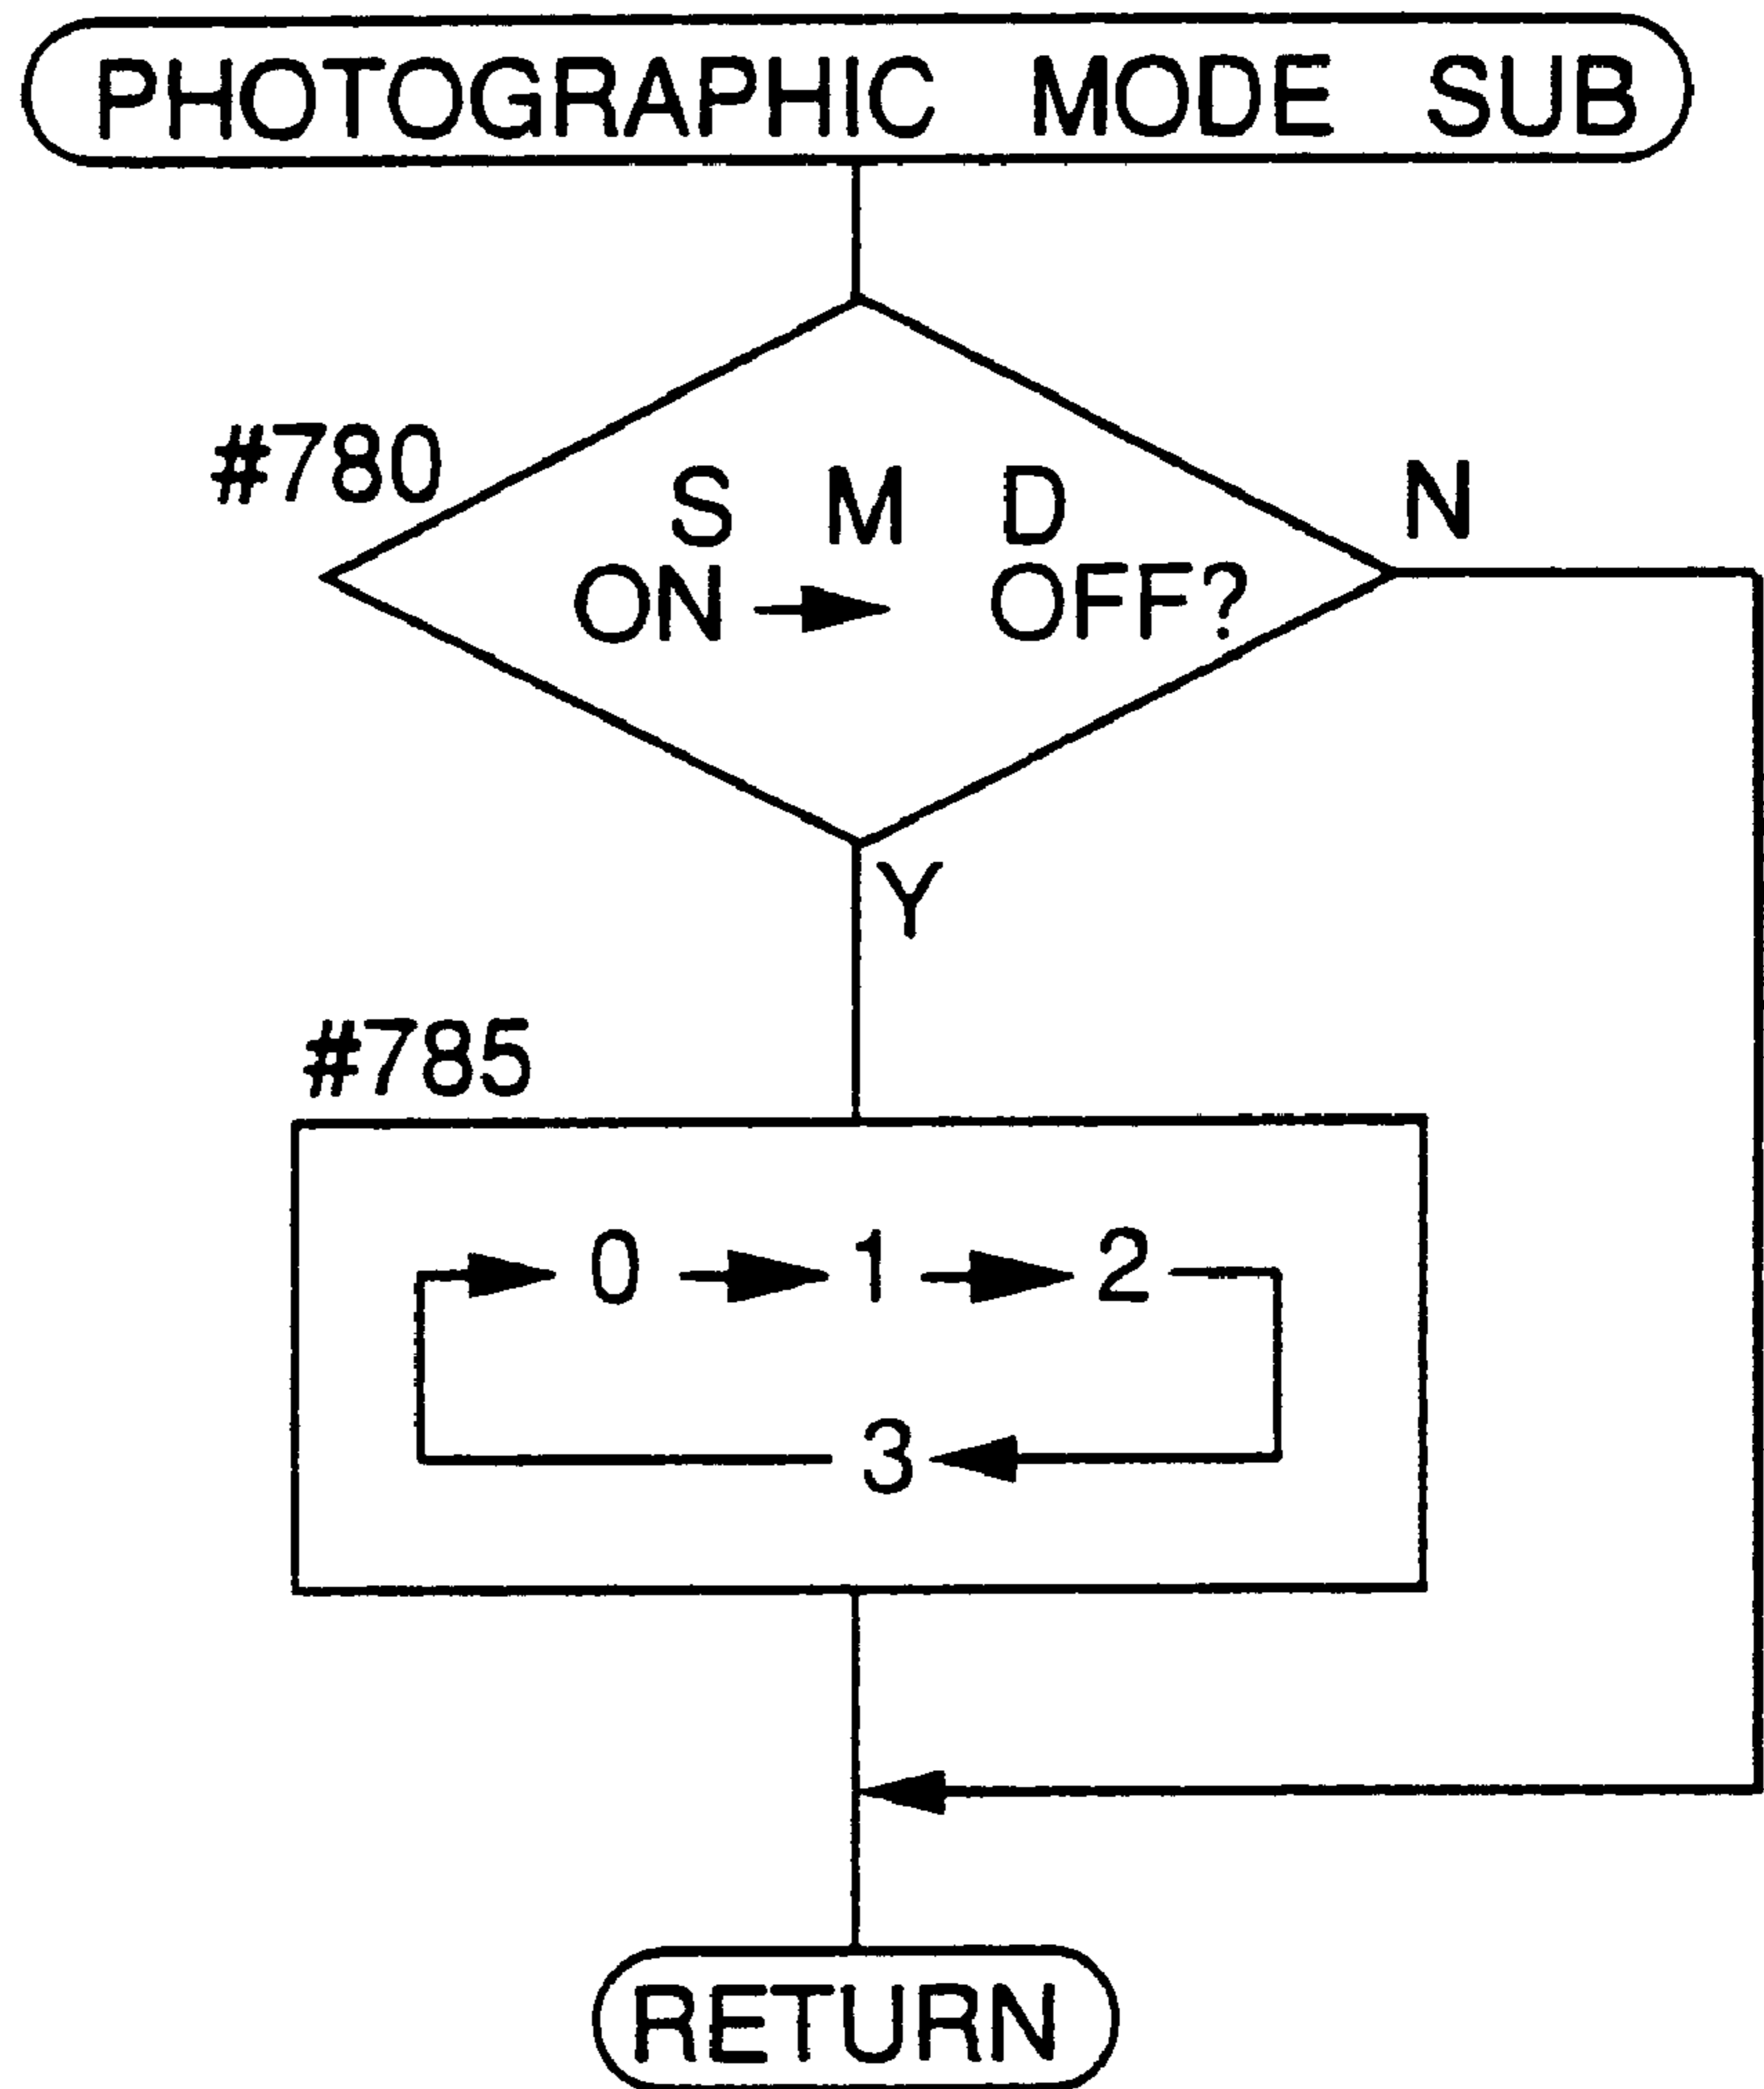 PHOTOGRAPHIC MODE SUB
#780
S M D
N
ON → OFF?
Y
#785
0 → 1 → 2
3
RETURN